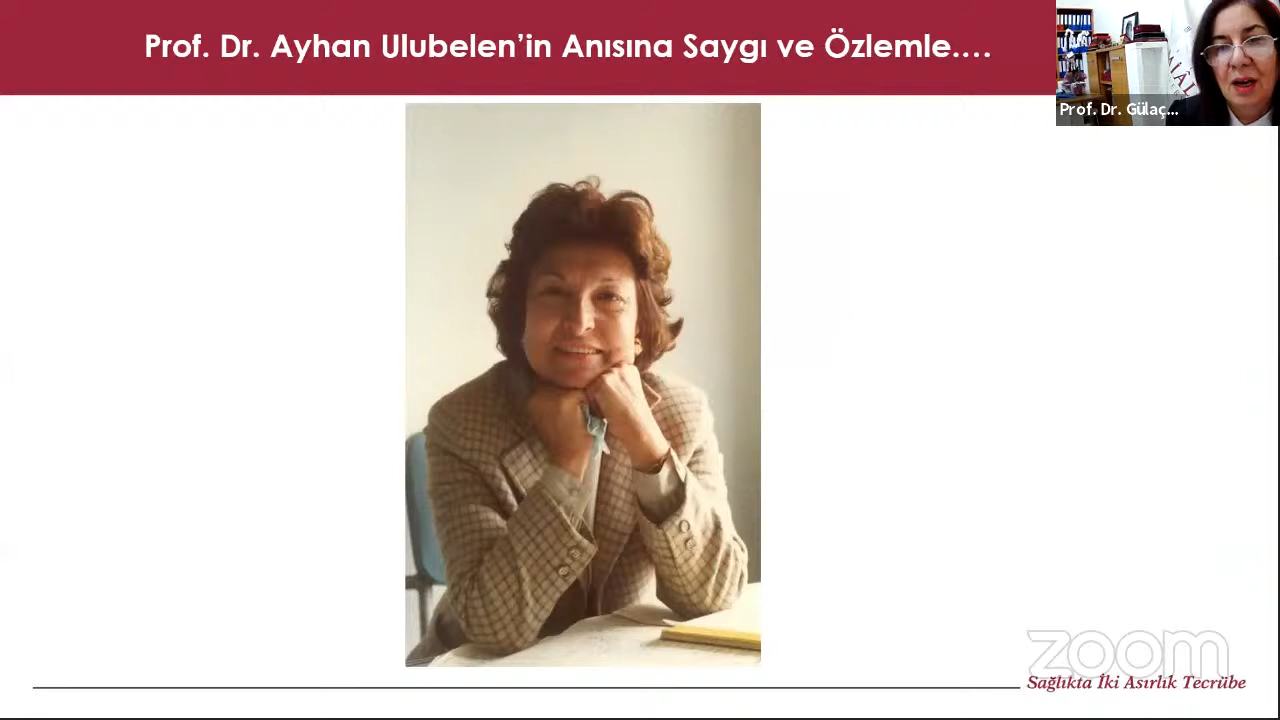 Prof. Dr. Ayhan Ulubelen’in Anısına Saygı ve Özlemle....
Prof. Dr. Gülaç...
zoom
Sağlıkta İki Asırlık Tecrübe